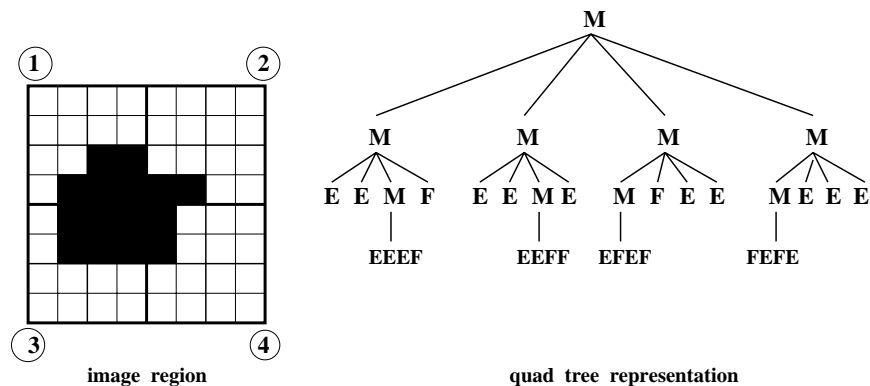 M
1 2
M M M M
E E M F E E M E M F E E M E E E
EEEF EEFF EFEF FEFE
3 4
image region quad tree representation